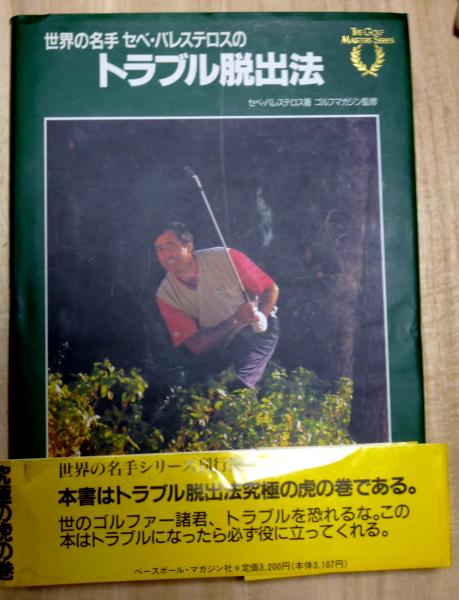 世界の名手 セベ・バレステロスの
トラブル脱出法
THE GOLF
MASTERS SERIES
セベ・バレステロス著 ゴルフマガジン監修
世界の名手シリーズ刊行
本書はトラブル脱出法究極の虎の巻である。
世のゴルファー諸君、トラブルを恐れるな。この
本はトラブルになったら必ず役に立ってくれる。
ベースボール・マガジン社 定価3,200円(本体3,107円)
究極の虎の巻